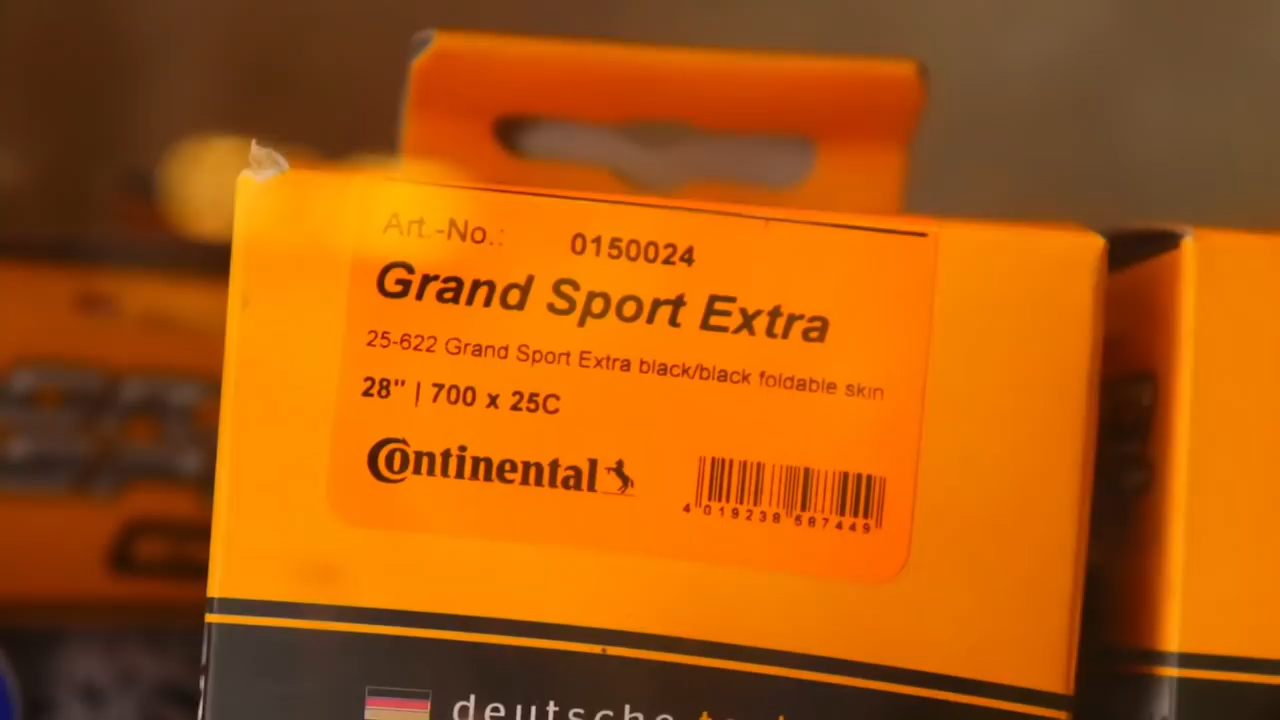 Art.-No.: 0150024
Grand Sport Extra
25-622 Grand Sport Extra black/black foldable skin
28" | 700 x 25C
Continental
4 019238 587449
deutsche